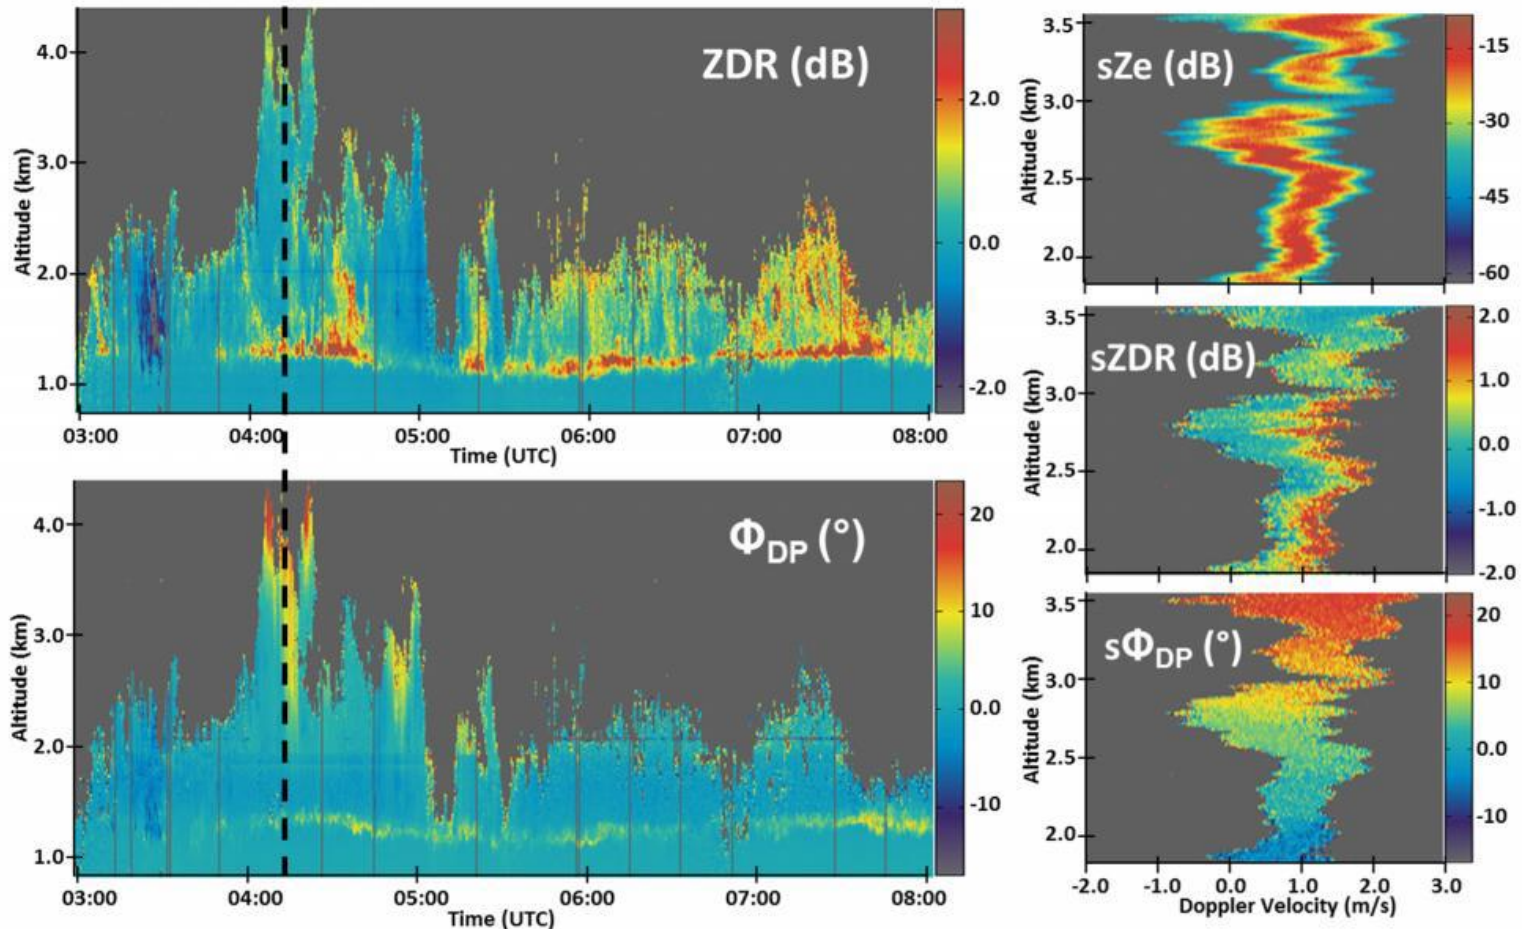 ZDR (dB)
Altitude (km)
4.0
3.0
2.0
1.0
2.0
0.0
-2.0
03:00 04:00 05:00 06:00 07:00 08:00
Time (UTC)
Φ_DP (°)
Altitude (km)
4.0
3.0
2.0
1.0
20
10
0.0
-10
03:00 04:00 05:00 06:00 07:00 08:00
Time (UTC)
sZe (dB)
Altitude (km)
3.5
3.0
2.5
2.0
-15
-30
-45
-60
sZDR (dB)
Altitude (km)
3.5
3.0
2.5
2.0
2.0
1.0
0.0
-1.0
-2.0
sΦ_DP (°)
Altitude (km)
3.5
3.0
2.5
2.0
20
10
0.0
-10
-2.0 -1.0 0.0 1.0 2.0 3.0
Doppler Velocity (m/s)